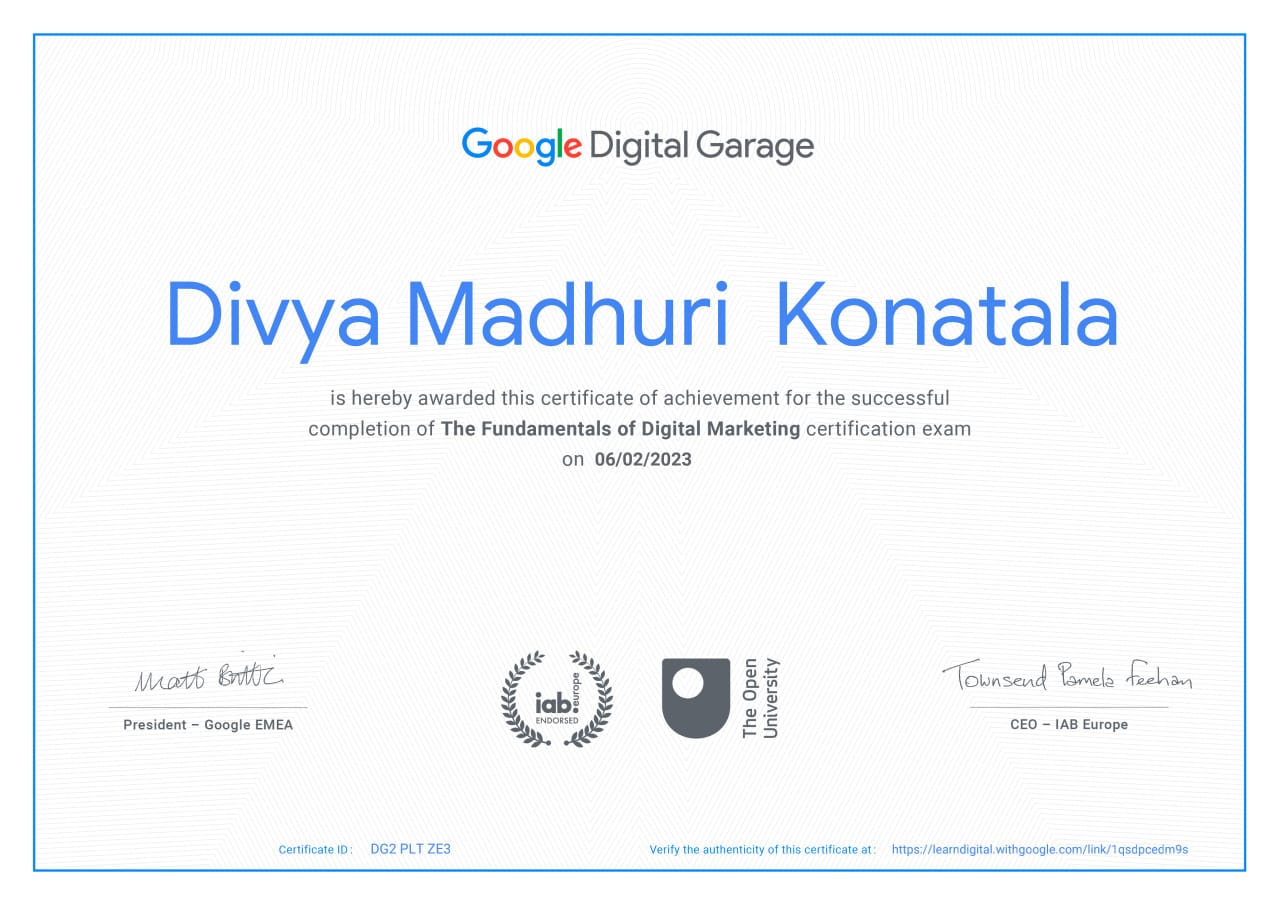 Google Digital Garage
Divya Madhuri Konatala
is hereby awarded this certificate of achievement for the successful
completion of The Fundamentals of Digital Marketing certification exam
on 06/02/2023
Matt Brittin
President – Google EMEA
iab.europe
ENDORSED
The Open
University
Townsend Pamela Feehan
CEO – IAB Europe
Certificate ID : DG2 PLT ZE3
Verify the authenticity of this certificate at : https://learndigital.withgoogle.com/link/1qsdpcedm9s